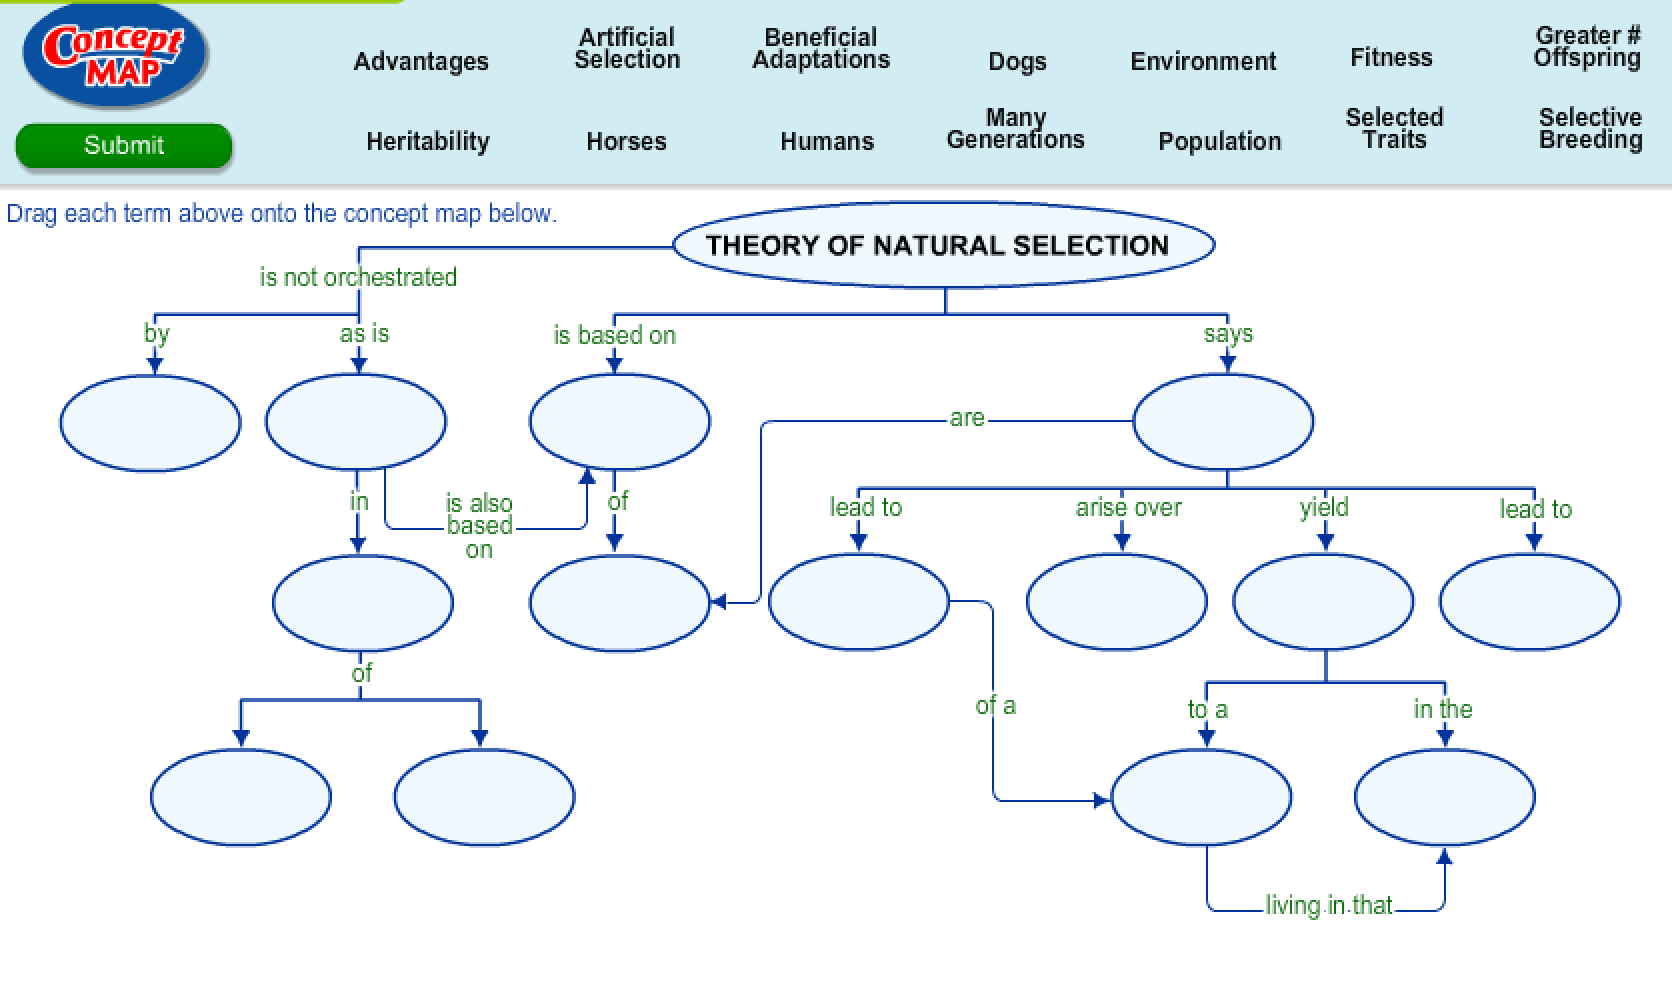 Concept
MAP
Submit
Advantages
Artificial
Selection
Beneficial
Adaptations
Dogs
Environment
Fitness
Greater #
Offspring
Heritability
Horses
Humans
Many
Generations
Population
Selected
Traits
Selective
Breeding
Drag each term above onto the concept map below.
THEORY OF NATURAL SELECTION
is not orchestrated
by
as is
is based on
says
are
in
is also
based
on
of
lead to
arise over
yield
lead to
of
of a
to a
in the
living in that